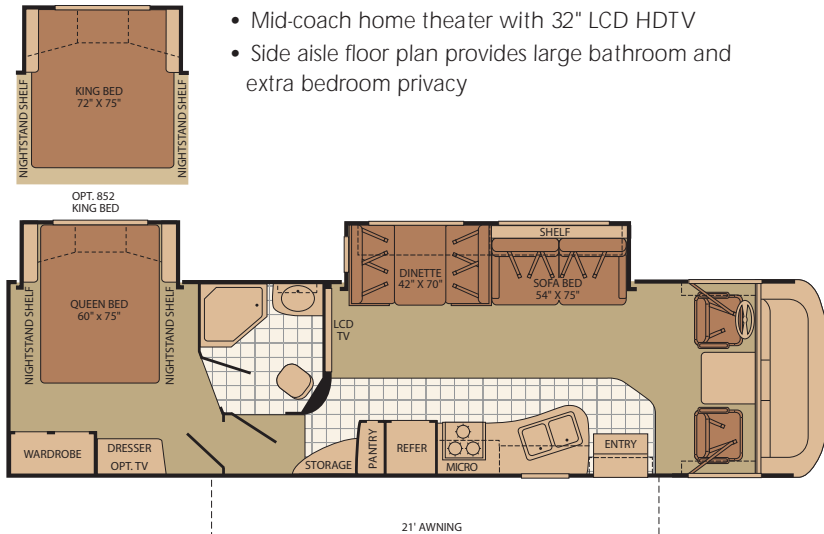 • Mid-coach home theater with 32" LCD HDTV
• Side aisle floor plan provides large bathroom and
extra bedroom privacy
KING BED
72" X 75"
NIGHTSTAND SHELF
NIGHTSTAND SHELF
OPT. 852
KING BED
QUEEN BED
60" x 75"
NIGHTSTAND SHELF
NIGHTSTAND SHELF
SHELF
DINETTE
42" X 70"
SOFA BED
54" X 75"
LCD
TV
WARDROBE
DRESSER
OPT. TV
STORAGE
PANTRY
REFER
MICRO
ENTRY
21' AWNING